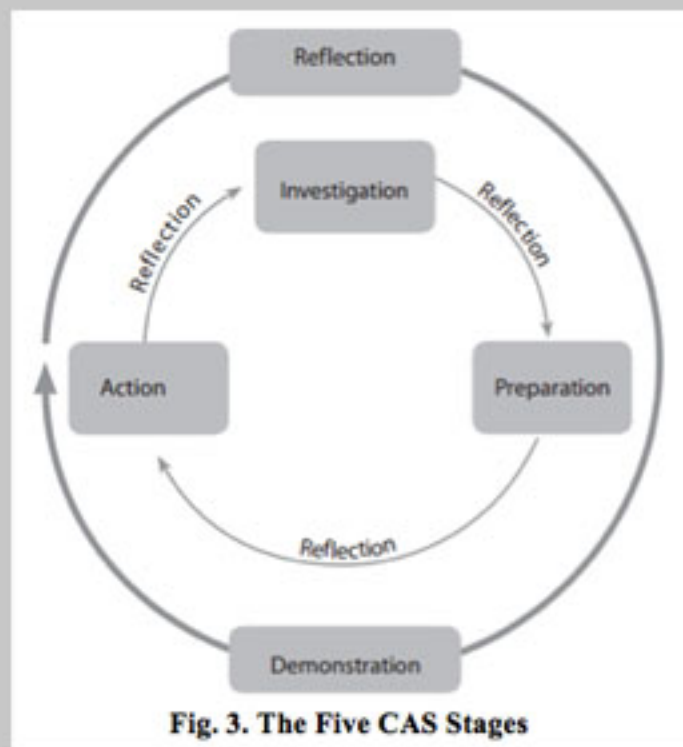 Reflection
Investigation
Reflection
Reflection
Action
Preparation
Reflection
Demonstration
Fig. 3. The Five CAS Stages